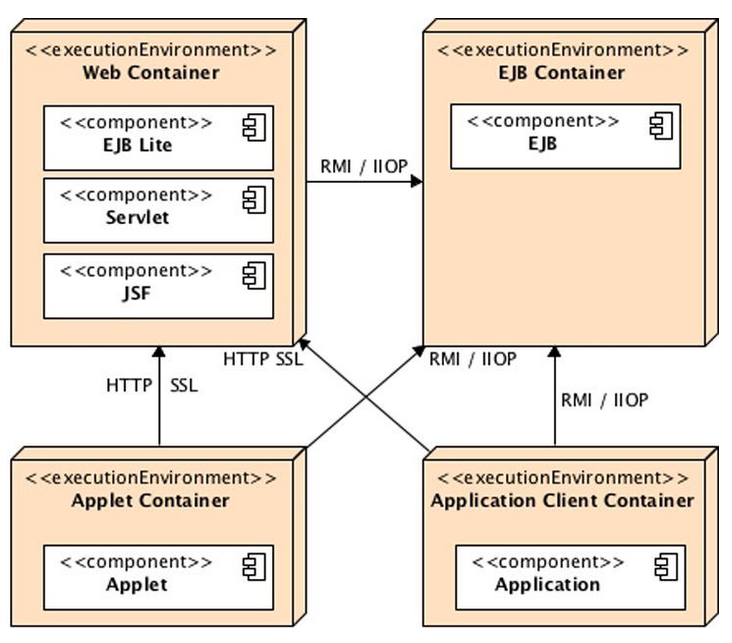 <<executionEnvironment>>
Web Container
<<component>>
EJB Lite
<<component>>
Servlet
<<component>>
JSF
RMI / IIOP
<<executionEnvironment>>
EJB Container
<<component>>
EJB
HTTP SSL
RMI / IIOP
HTTP SSL
RMI / IIOP
<<executionEnvironment>>
Applet Container
<<component>>
Applet
<<executionEnvironment>>
Application Client Container
<<component>>
Application